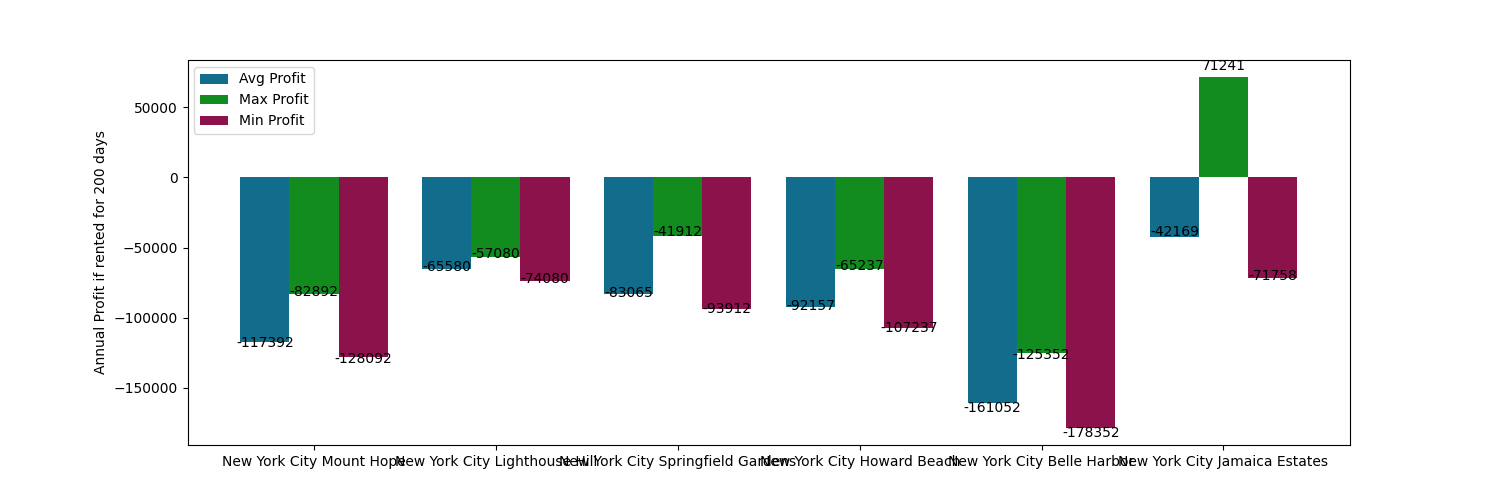 Avg Profit
Max Profit
Min Profit
Annual Profit if rented for 200 days
50000
0
−50000
−100000
−150000
-117392
-82892
-128092
-65580
-57080
-74080
-83065
-41912
-93912
-92157
-65237
-107237
-161052
-125352
-178352
-42169
71241
-71758
New York City Mount Hope
New York City Lighthouse Hill
New York City Springfield Gardens
New York City Howard Beach
New York City Belle Harbor
New York City Jamaica Estates